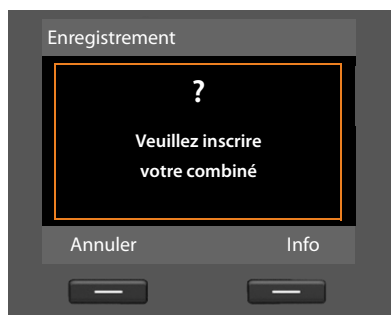 Enregistrement
?
Veuillez inscrire
votre combiné
Annuler Info